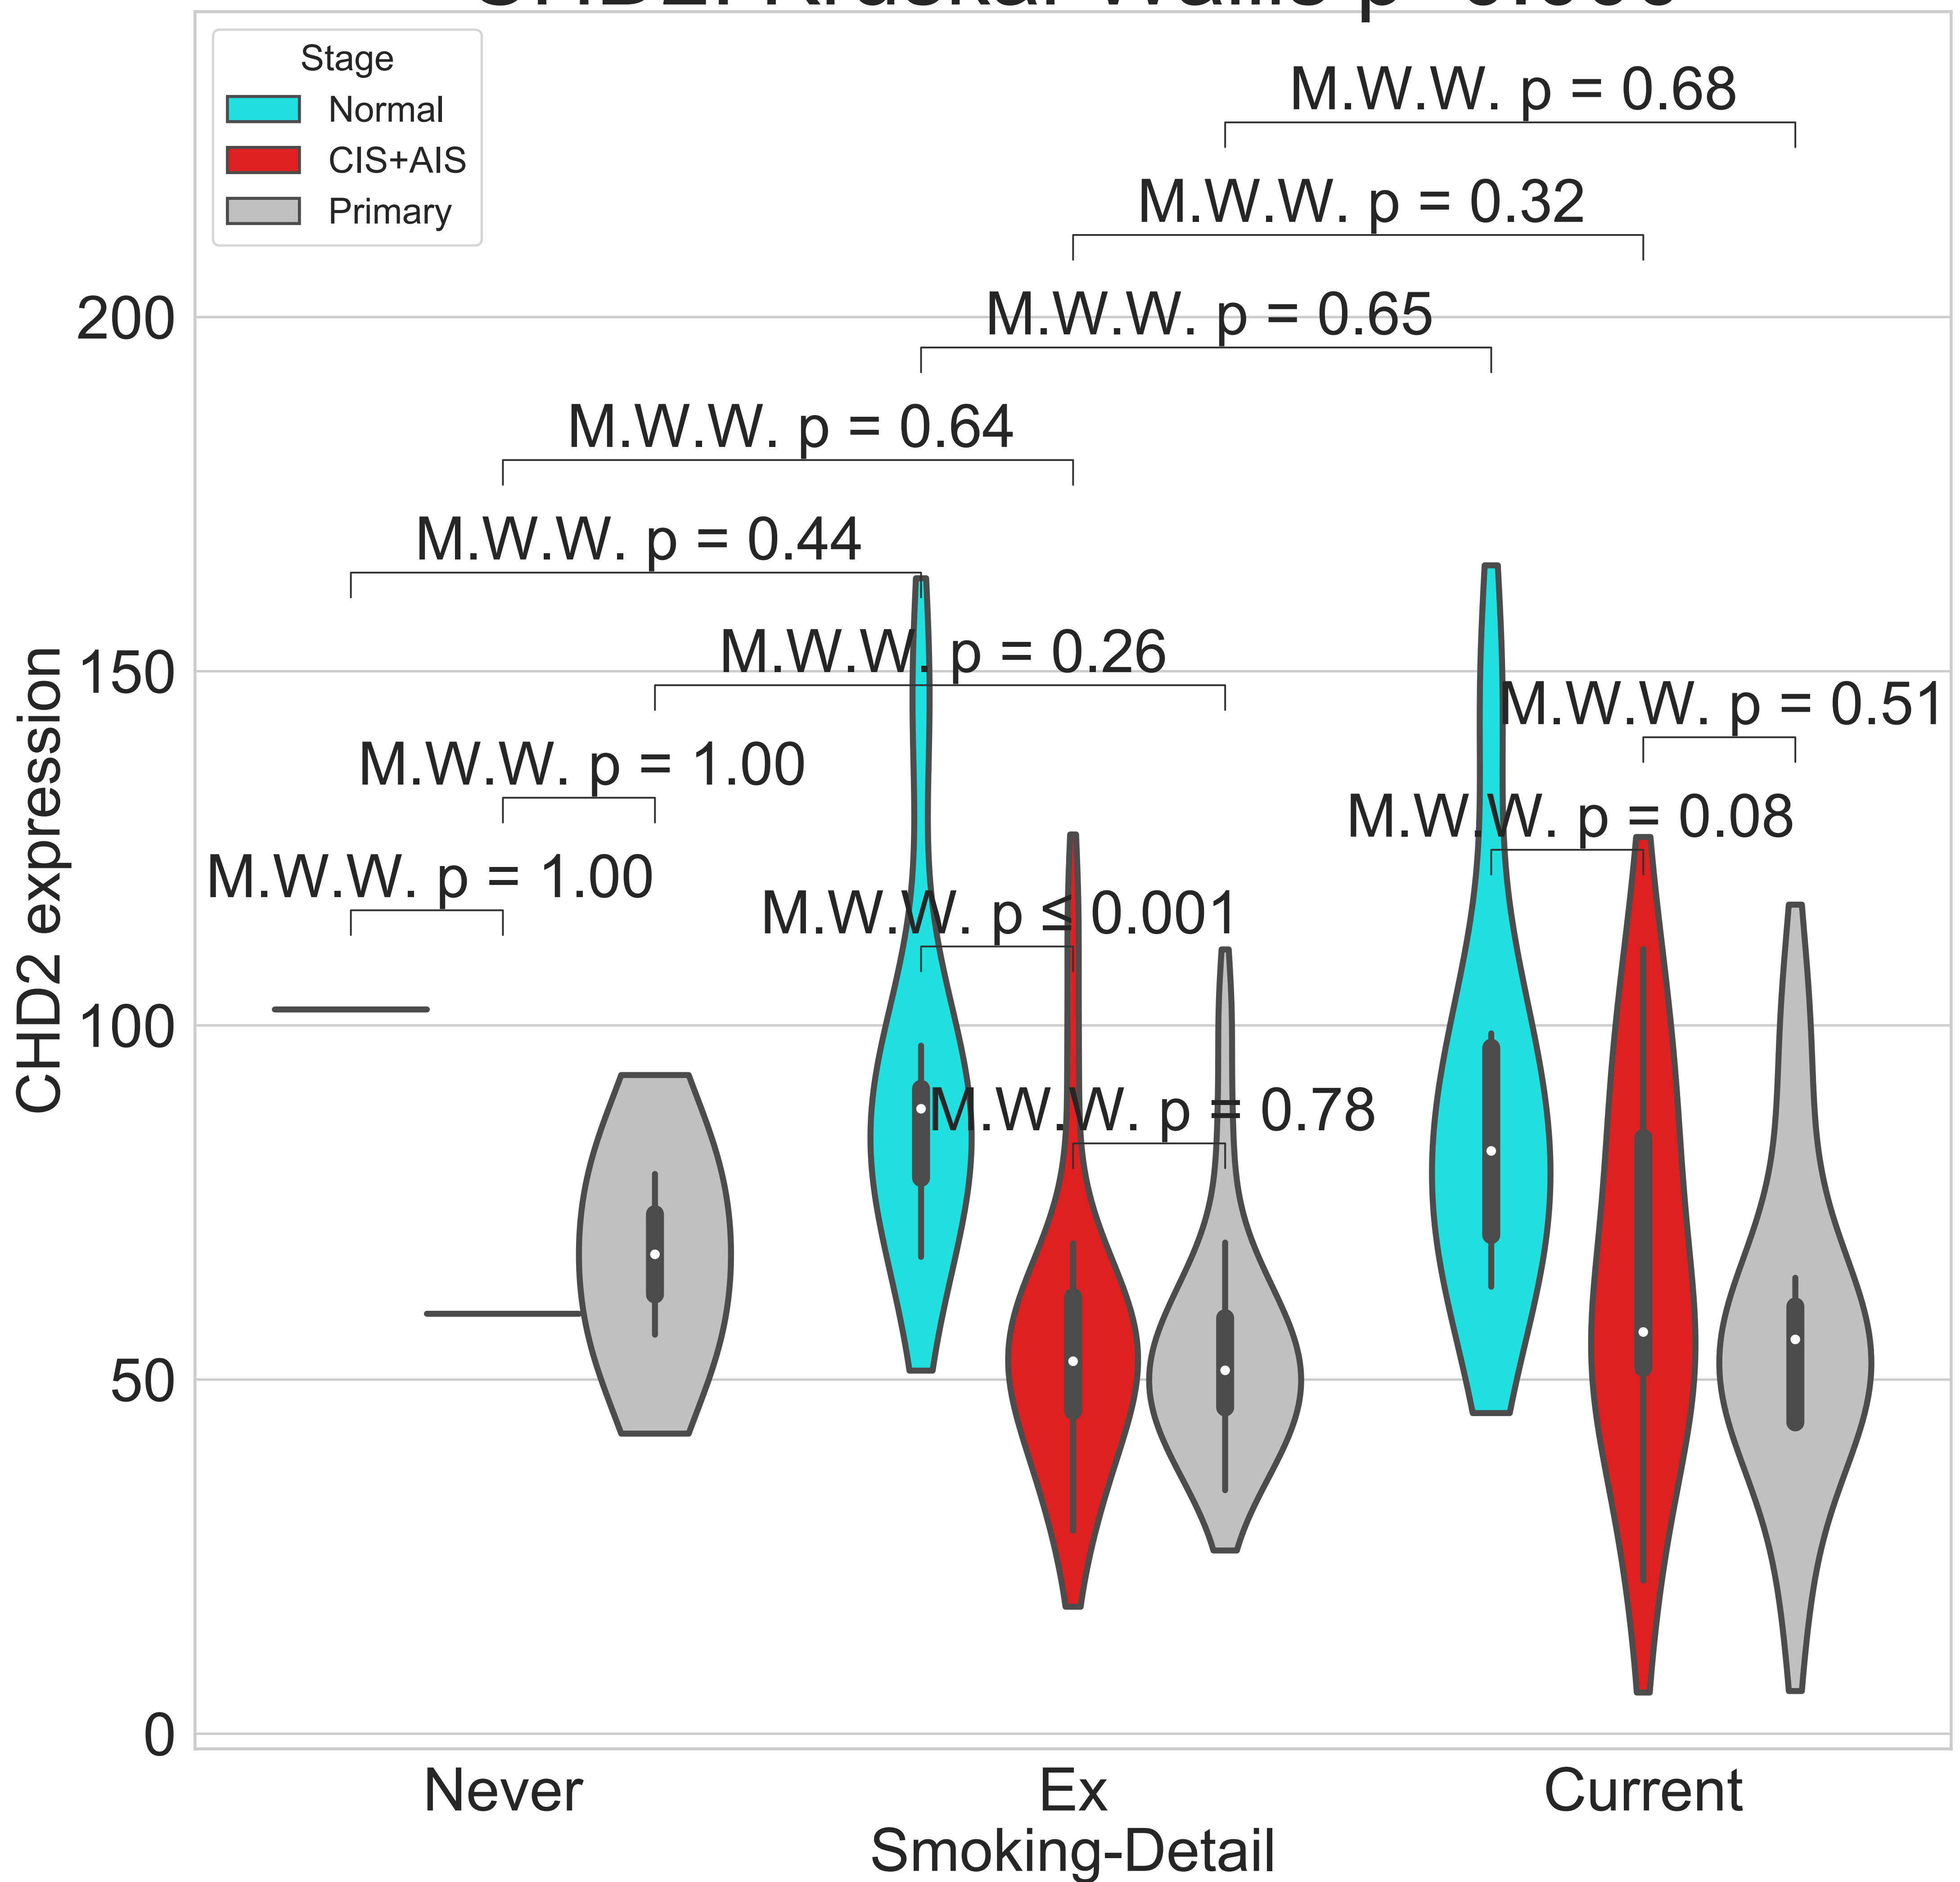 Stage
Normal
CIS+AIS
Primary
M.W.W. p = 0.68
M.W.W. p = 0.32
M.W.W. p = 0.65
M.W.W. p = 0.64
M.W.W. p = 0.44
M.W.W. p = 0.26
M.W.W. p = 0.51
M.W.W. p = 1.00
M.W.W. p = 0.08
M.W.W. p = 1.00
M.W.W. p ≤ 0.001
M.W.W. p = 0.78
CHD2 expression
200
150
100
50
0
Never
Ex
Current
Smoking-Detail